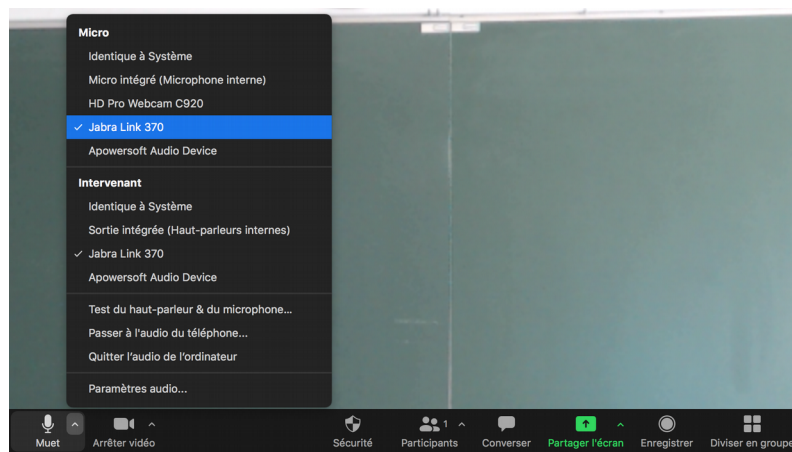 Micro
Identique à Système
Micro intégré (Microphone interne)
HD Pro Webcam C920
✓ Jabra Link 370
Apowersoft Audio Device
Intervenant
Identique à Système
Sortie intégrée (Haut-parleurs internes)
✓ Jabra Link 370
Apowersoft Audio Device
Test du haut-parleur & du microphone...
Passer à l'audio du téléphone...
Quitter l'audio de l'ordinateur
Paramètres audio...
1
Muet Arrêter vidéo Sécurité Participants Converser Partager l'écran Enregistrer Diviser en groupe